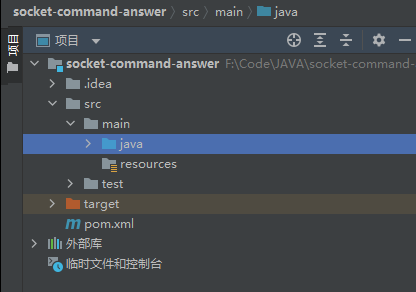 socket-command-answer 〉 src 〉 main 〉 java
项目
项目
socket-command-answer F:\Code\JAVA\socket-command-
.idea
src
main
java
resources
test
target
pom.xml
外部库
临时文件和控制台